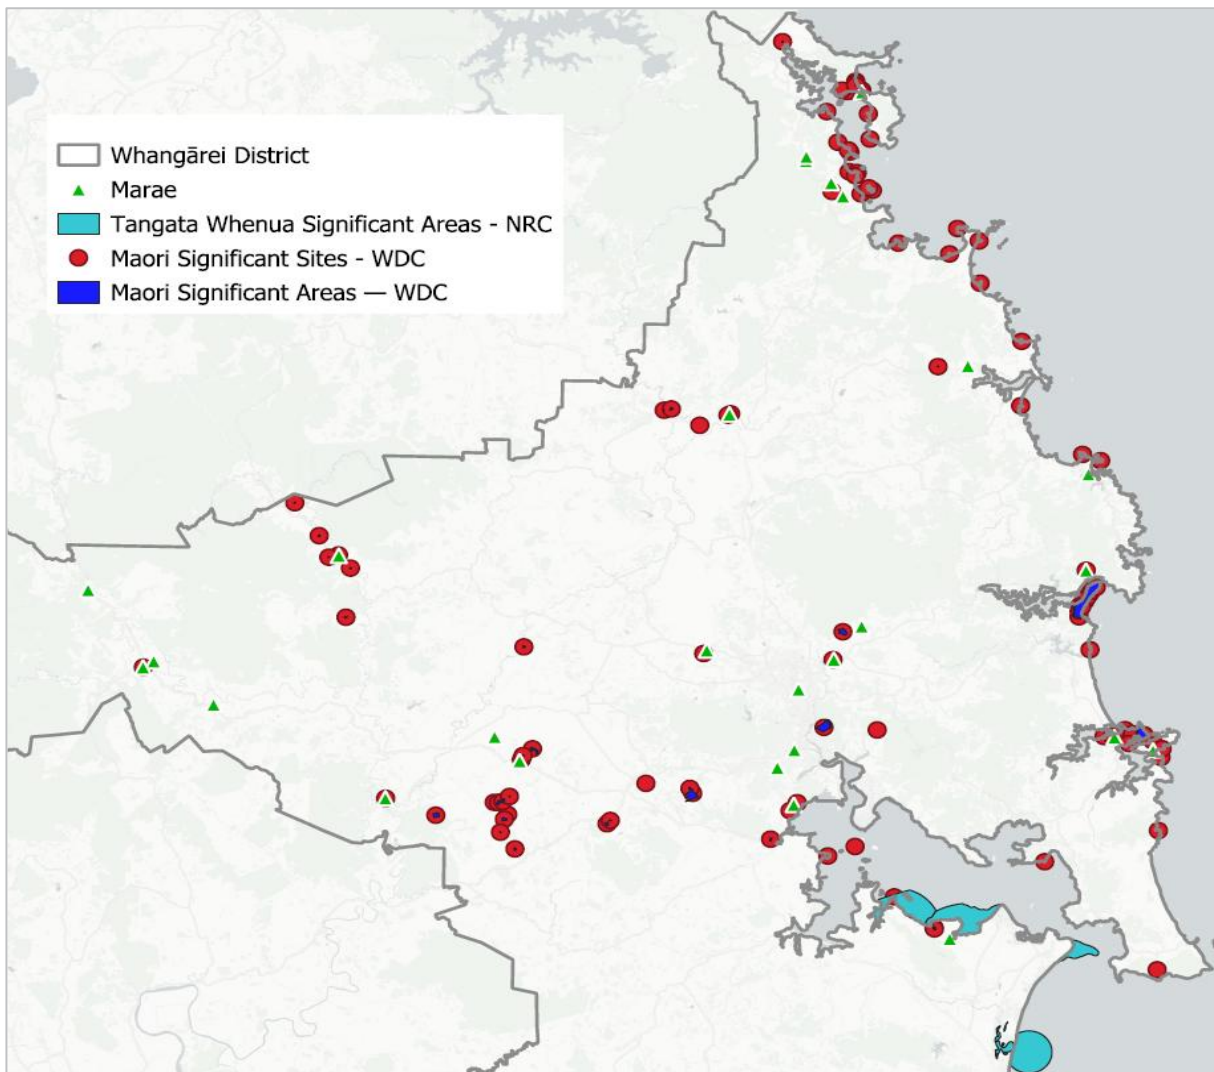 Whangārei District
Marae
Tangata Whenua Significant Areas - NRC
Maori Significant Sites - WDC
Maori Significant Areas — WDC